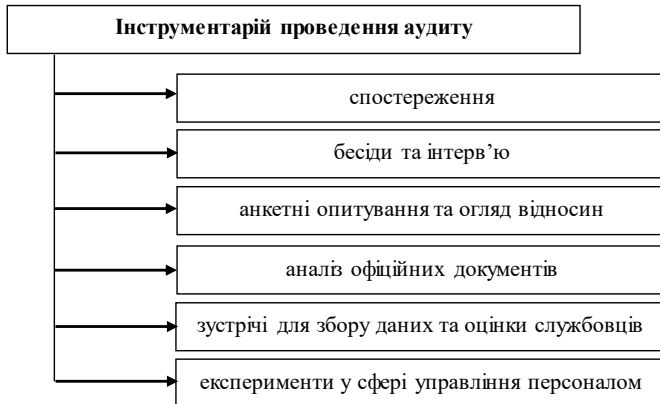 Інструментарій проведення аудиту
спостереження
бесіди та інтерв’ю
анкетні опитування та огляд відносин
аналіз офіційних документів
зустрічі для збору даних та оцінки службовців
експерименти у сфері управління персоналом